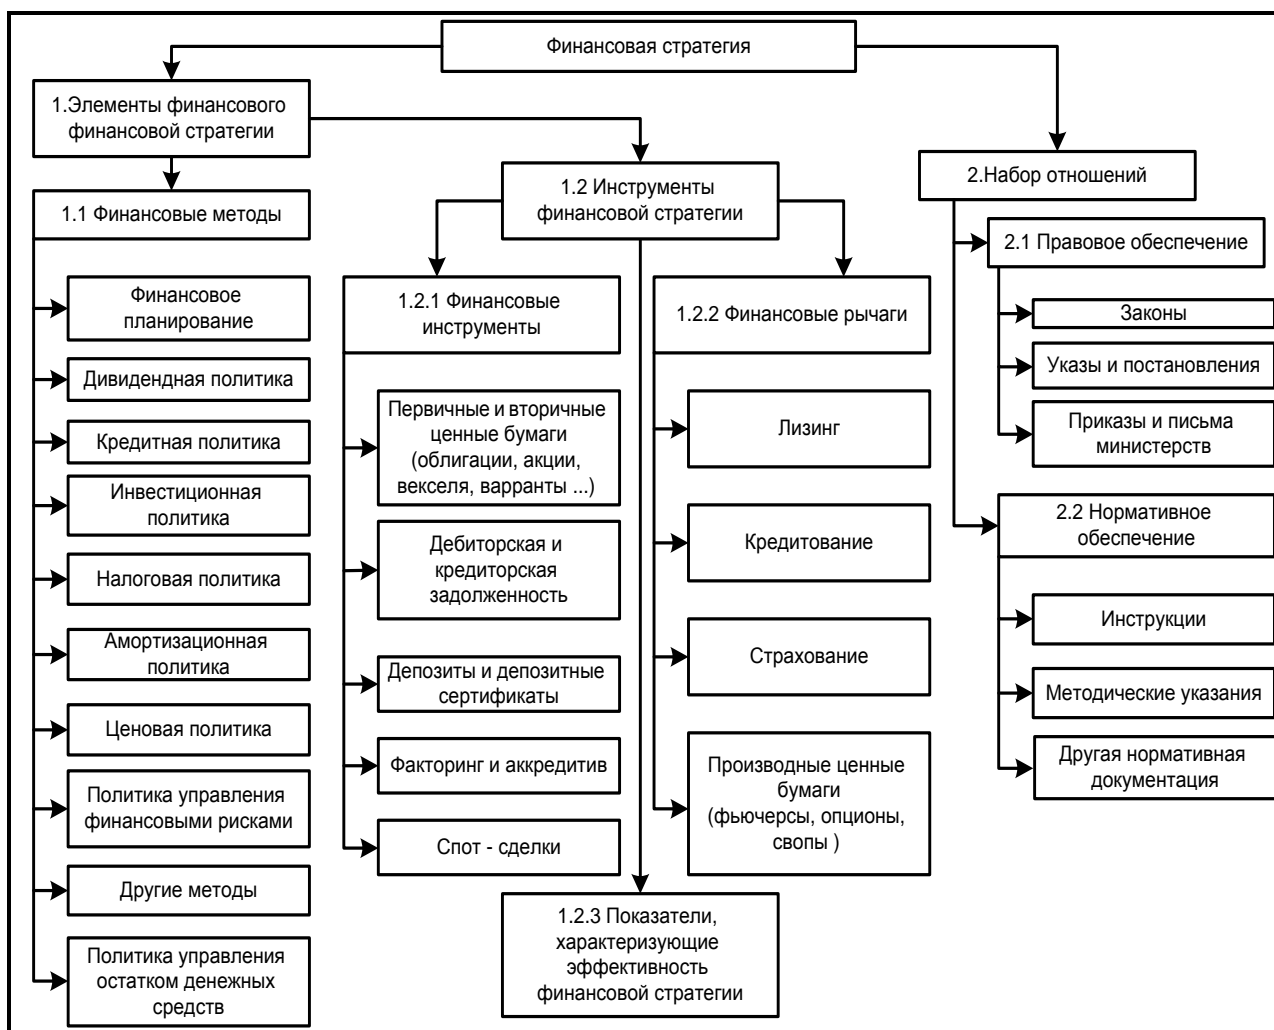 Финансовая стратегия
1.Элементы финансового
финансовой стратегии
1.1 Финансовые методы
Финансовое
планирование
Дивидендная политика
Кредитная политика
Инвестиционная
политика
Налоговая политика
Амортизационная
политика
Ценовая политика
Политика управления
финансовыми рисками
Другие методы
Политика управления
остатком денежных
средств
1.2 Инструменты
финансовой стратегии
1.2.1 Финансовые
инструменты
Первичные и вторичные
ценные бумаги
(облигации, акции,
векселя, варранты ...)
Дебиторская и
кредиторская
задолженность
Депозиты и депозитные
сертификаты
Факторинг и аккредитив
Спот - сделки
1.2.2 Финансовые рычаги
Лизинг
Кредитование
Страхование
Производные ценные
бумаги
(фьючерсы, опционы,
свопы )
1.2.3 Показатели,
характеризующие
эффективность
финансовой стратегии
2.Набор отношений
2.1 Правовое обеспечение
Законы
Указы и постановления
Приказы и письма
министерств
2.2 Нормативное
обеспечение
Инструкции
Методические указания
Другая нормативная
документация